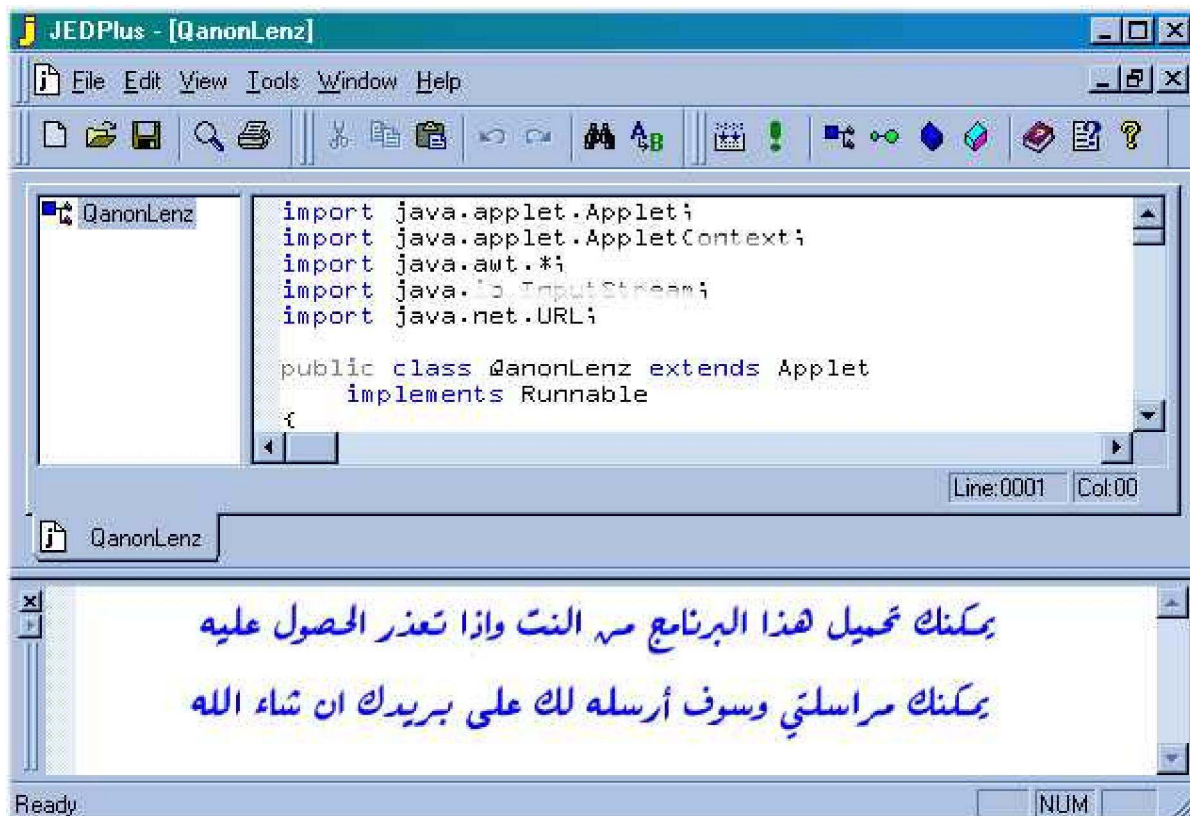 JEDPlus - [QanonLenz]
File Edit View Tools Window Help
QanonLenz
import java.applet.Applet;
import java.applet.AppletContext;
import java.awt.*;
import java.io.InputStream;
import java.net.URL;
public class QanonLenz extends Applet
implements Runnable
{
Line:0001 Col:00
QanonLenz
يمكنك تحميل هذا البرنامج من النت واذا تعذر الحصول عليه
يمكنك مراسلتي وسوف أرسله لك على بريدك ان شاء الله
Ready NUM